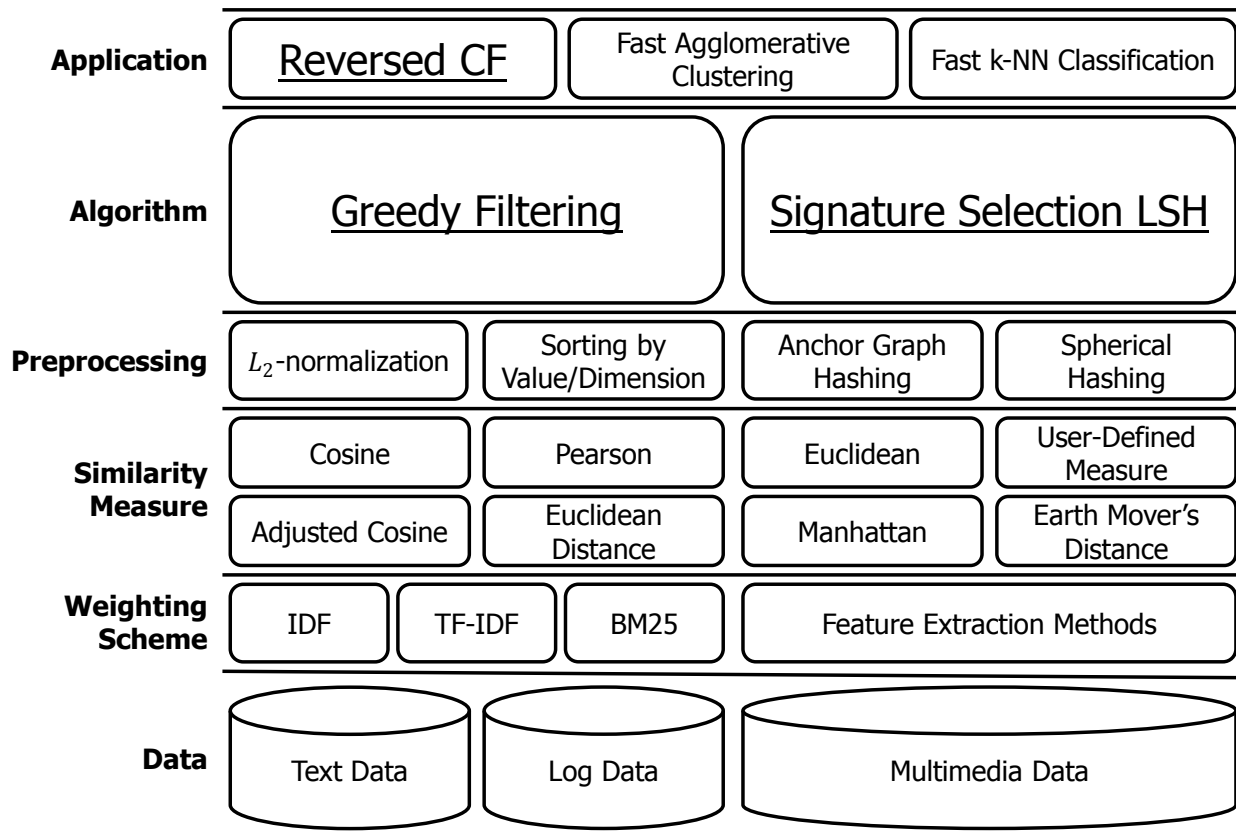 Application
Reversed CF
Fast Agglomerative
Clustering
Fast k-NN Classification
Algorithm
Greedy Filtering
Signature Selection LSH
Preprocessing
L₂-normalization
Sorting by
Value/Dimension
Anchor Graph
Hashing
Spherical
Hashing
Similarity
Measure
Cosine
Pearson
Euclidean
User-Defined
Measure
Adjusted Cosine
Euclidean
Distance
Manhattan
Earth Mover's
Distance
Weighting
Scheme
IDF
TF-IDF
BM25
Feature Extraction Methods
Data
Text Data
Log Data
Multimedia Data